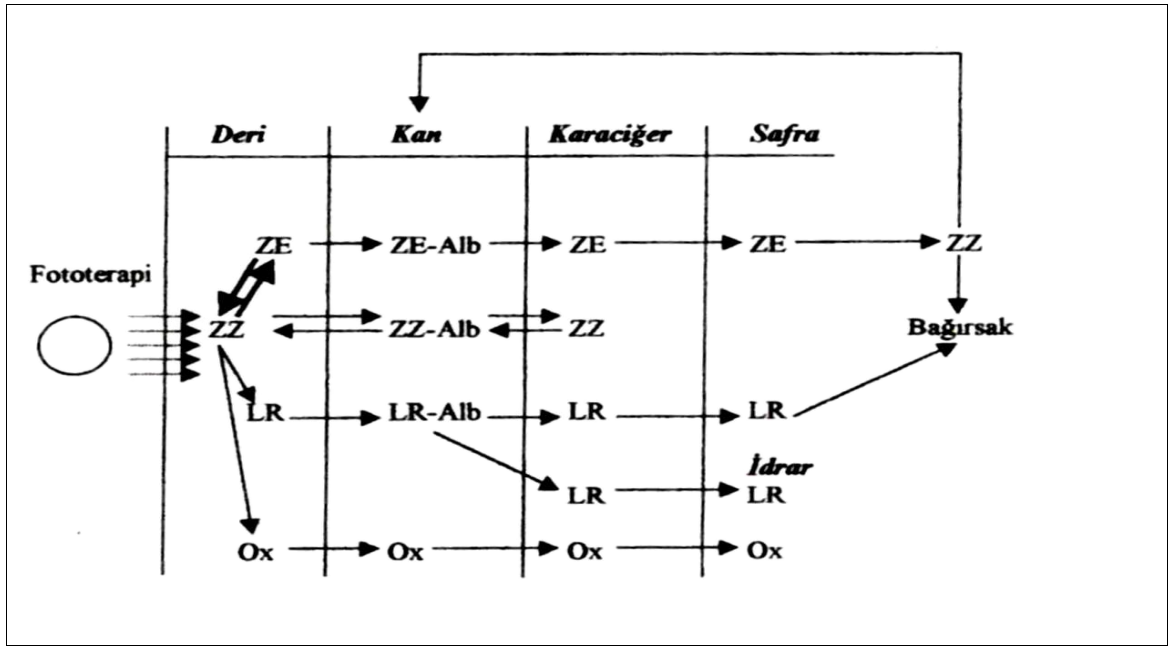 Deri Kan Karaciğer Safra
ZE ZE-Alb ZE ZE ZZ
Fototerapi
ZZ ZZ-Alb ZZ Bağırsak
LR LR-Alb LR LR
İdrar
LR LR
Ox Ox Ox Ox